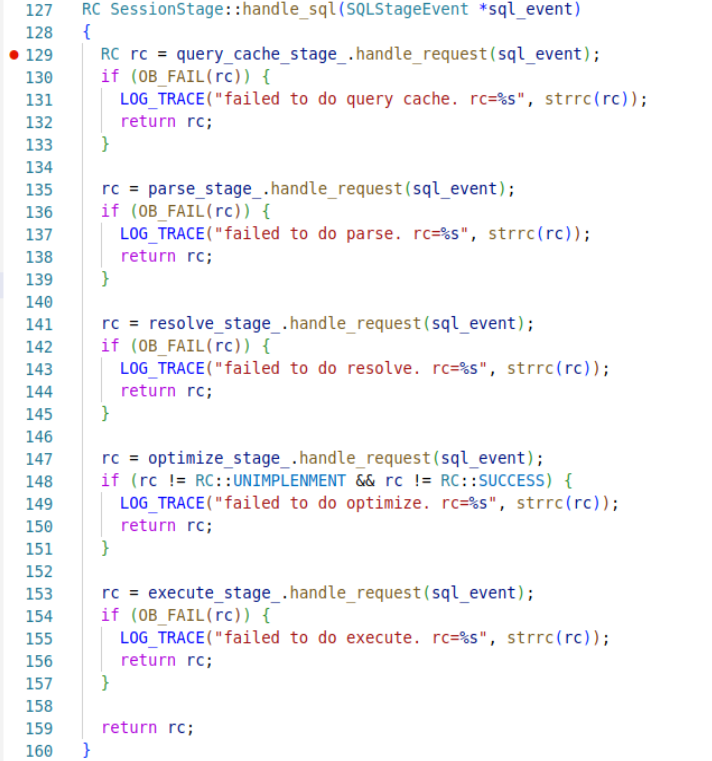 127 RC SessionStage::handle_sql(SQLStageEvent *sql_event)
128 {
129   RC rc = query_cache_stage_.handle_request(sql_event);
130   if (OB_FAIL(rc)) {
131     LOG_TRACE("failed to do query cache. rc=%s", strrc(rc));
132     return rc;
133   }
134
135   rc = parse_stage_.handle_request(sql_event);
136   if (OB_FAIL(rc)) {
137     LOG_TRACE("failed to do parse. rc=%s", strrc(rc));
138     return rc;
139   }
140
141   rc = resolve_stage_.handle_request(sql_event);
142   if (OB_FAIL(rc)) {
143     LOG_TRACE("failed to do resolve. rc=%s", strrc(rc));
144     return rc;
145   }
146
147   rc = optimize_stage_.handle_request(sql_event);
148   if (rc != RC::UNIMPLENMENT && rc != RC::SUCCESS) {
149     LOG_TRACE("failed to do optimize. rc=%s", strrc(rc));
150     return rc;
151   }
152
153   rc = execute_stage_.handle_request(sql_event);
154   if (OB_FAIL(rc)) {
155     LOG_TRACE("failed to do execute. rc=%s", strrc(rc));
156     return rc;
157   }
158
159   return rc;
160 }